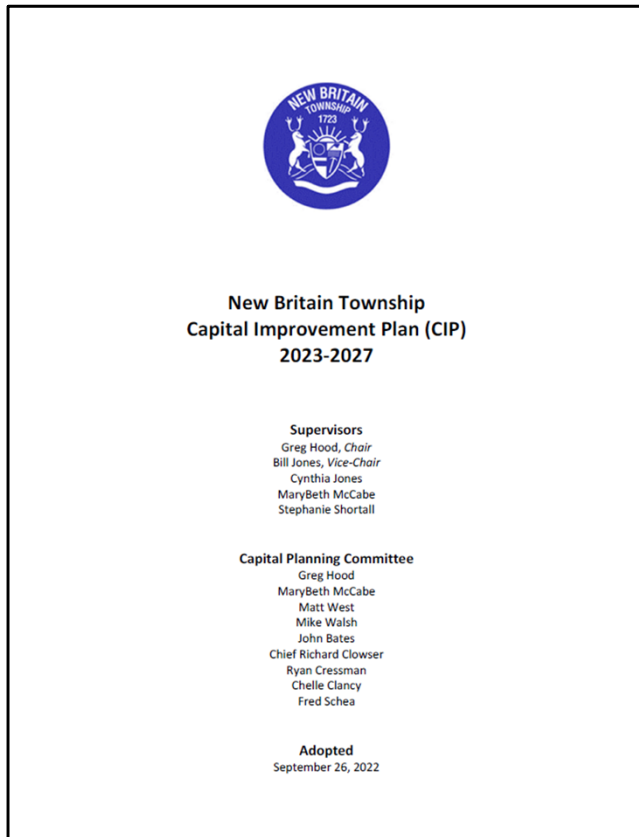 NEW BRITAIN
TOWNSHIP
1723
New Britain Township
Capital Improvement Plan (CIP)
2023-2027
Supervisors
Greg Hood, Chair
Bill Jones, Vice-Chair
Cynthia Jones
MaryBeth McCabe
Stephanie Shortall
Capital Planning Committee
Greg Hood
MaryBeth McCabe
Matt West
Mike Walsh
John Bates
Chief Richard Clowser
Ryan Cressman
Chelle Clancy
Fred Schea
Adopted
September 26, 2022